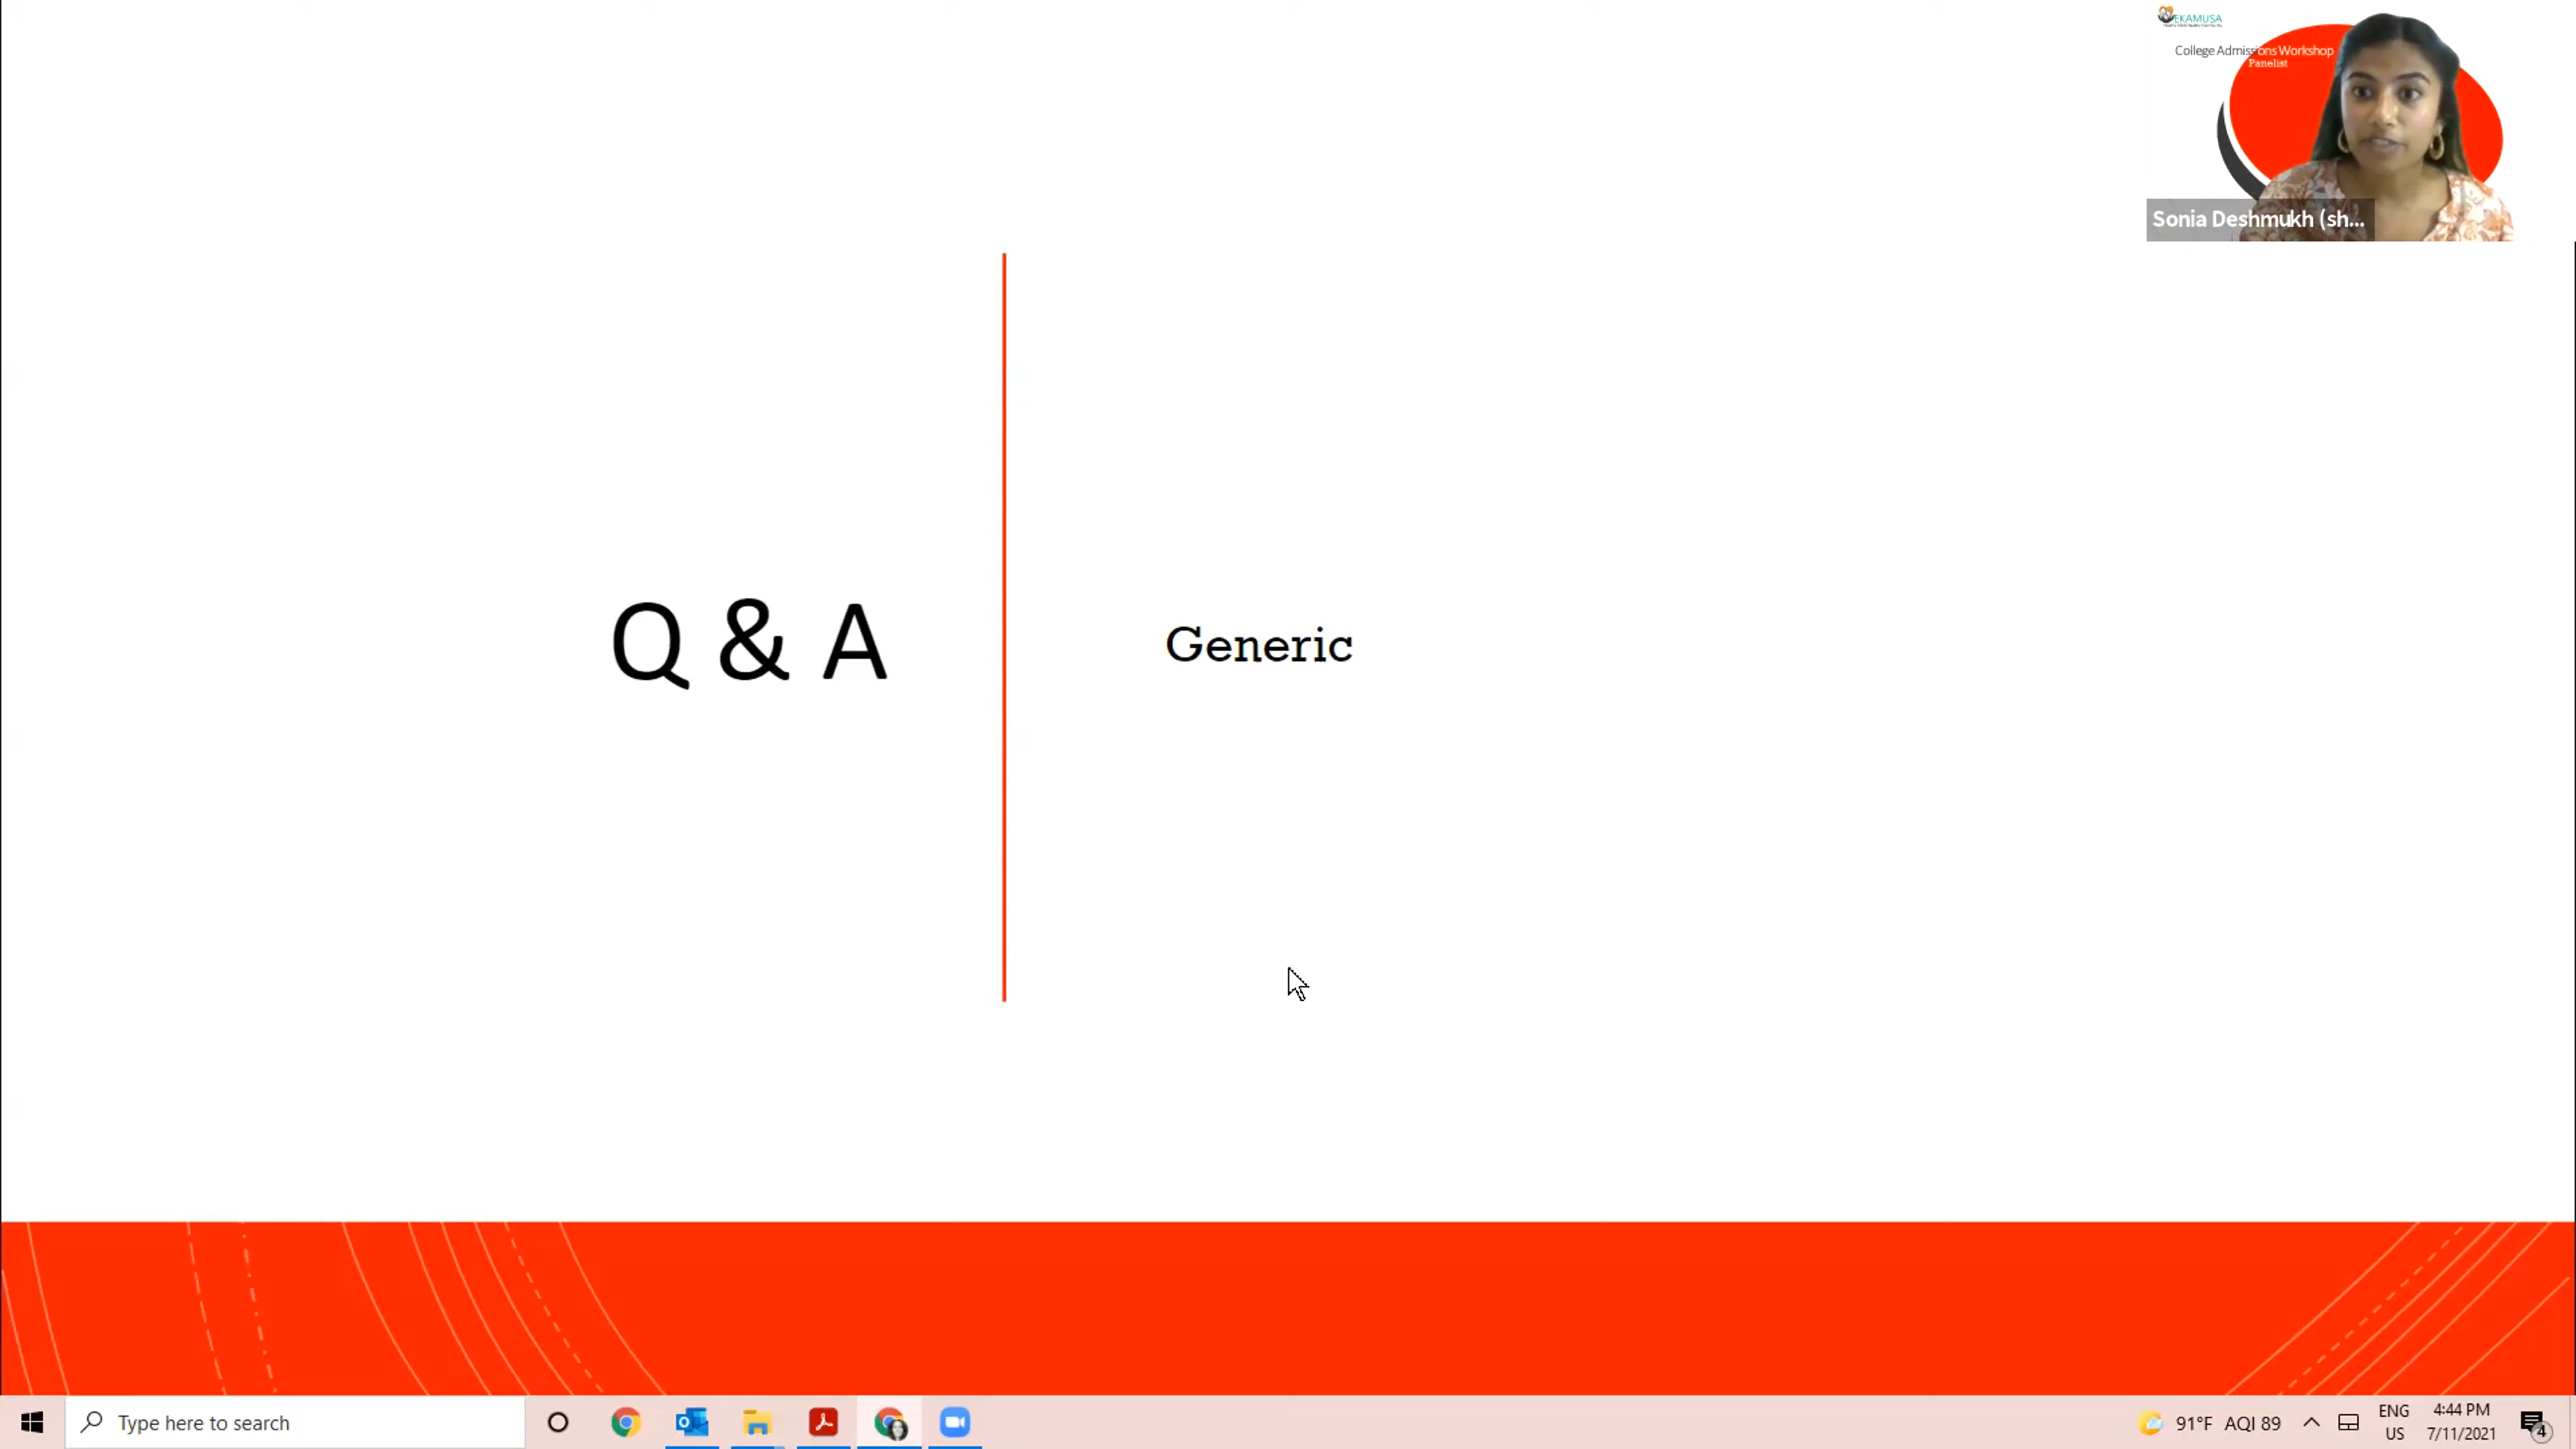 EKAMUSA
College Admissions Workshop
Panelist
Sonia Deshmukh (sh...
Q & A
Generic
Type here to search
91°F AQI 89
ENG
US
4:44 PM
7/11/2021
4